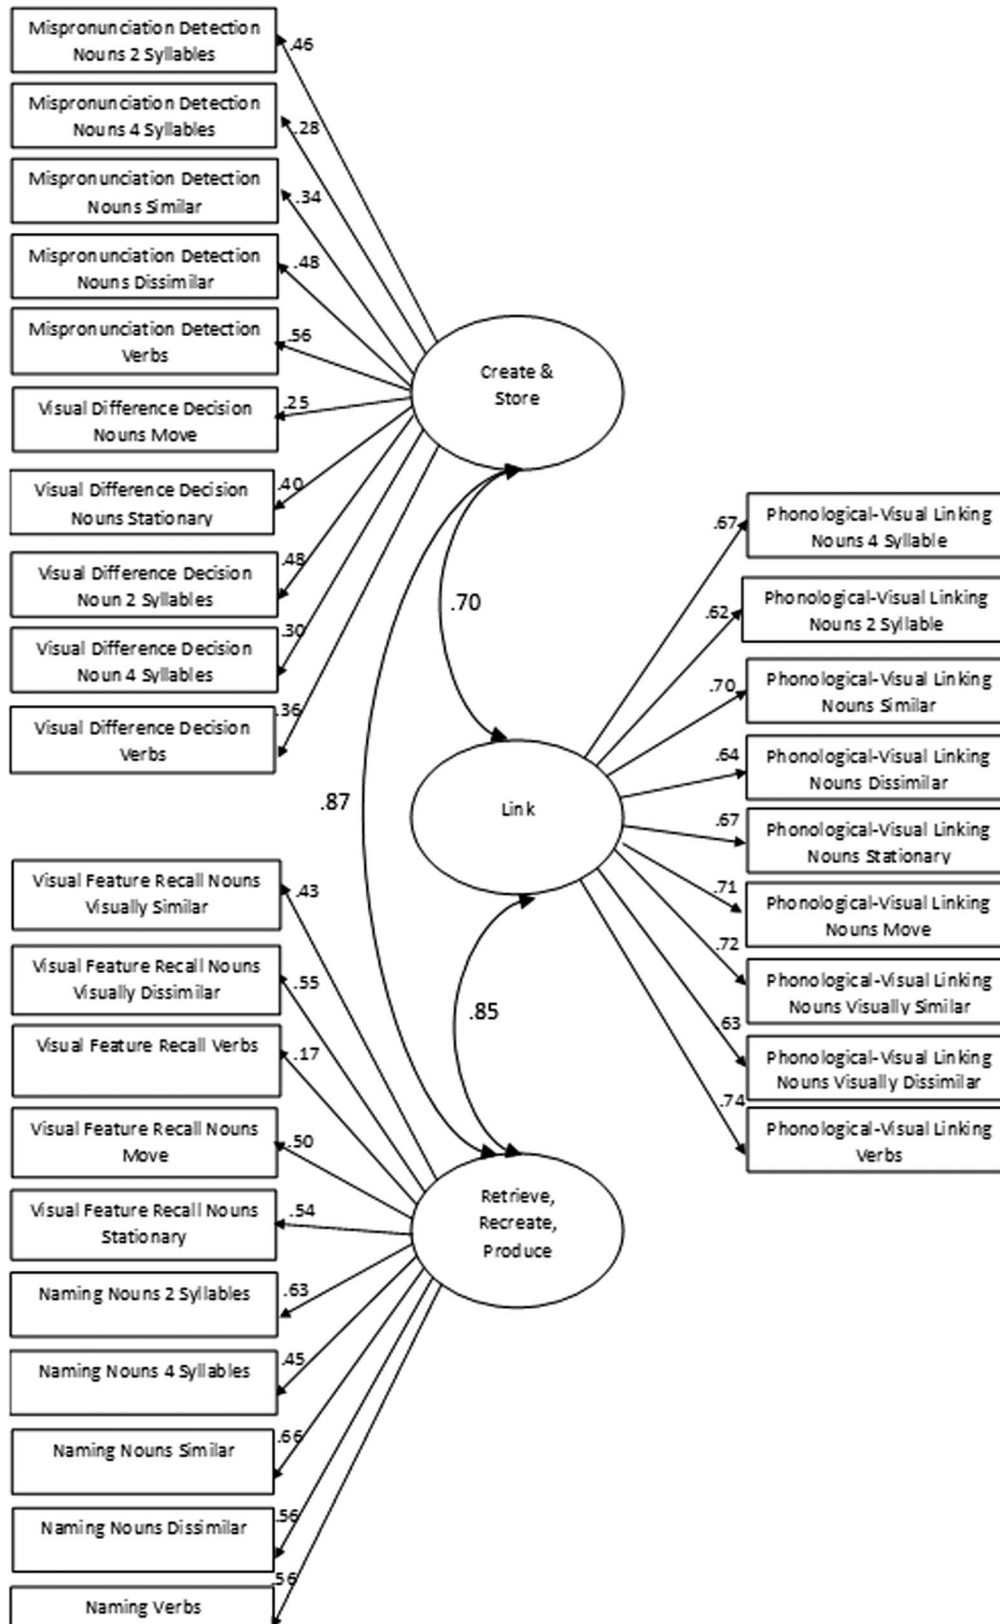 Mispronunciation Detection
Nouns 2 Syllables
.46
Mispronunciation Detection
Nouns 4 Syllables
.28
Mispronunciation Detection
Nouns Similar
.34
Mispronunciation Detection
Nouns Dissimilar
.48
Mispronunciation Detection
Verbs
.56
Visual Difference Decision
Nouns Move
.25
Visual Difference Decision
Nouns Stationary
.40
Visual Difference Decision
Noun 2 Syllables
.48
Visual Difference Decision
Noun 4 Syllables
.30
Visual Difference Decision
Verbs
.36
Create &
Store
.70
.87
Link
.85
Phonological-Visual Linking
Nouns 4 Syllable
.67
Phonological-Visual Linking
Nouns 2 Syllable
.62
Phonological-Visual Linking
Nouns Similar
.70
Phonological-Visual Linking
Nouns Dissimilar
.64
Phonological-Visual Linking
Nouns Stationary
.67
Phonological-Visual Linking
Nouns Move
.71
Phonological-Visual Linking
Nouns Visually Similar
.72
Phonological-Visual Linking
Nouns Visually Dissimilar
63
Phonological-Visual Linking
Verbs
.74
Visual Feature Recall Nouns
Visually Similar
.43
Visual Feature Recall Nouns
Visually Dissimilar
.55
Visual Feature Recall Verbs
.17
Visual Feature Recall Nouns
Move
.50
Visual Feature Recall Nouns
Stationary
.54
Naming Nouns 2 Syllables
.63
Naming Nouns 4 Syllables
.45
Naming Nouns Similar
.66
Naming Nouns Dissimilar
.56
Naming Verbs
.56
Retrieve,
Recreate,
Produce